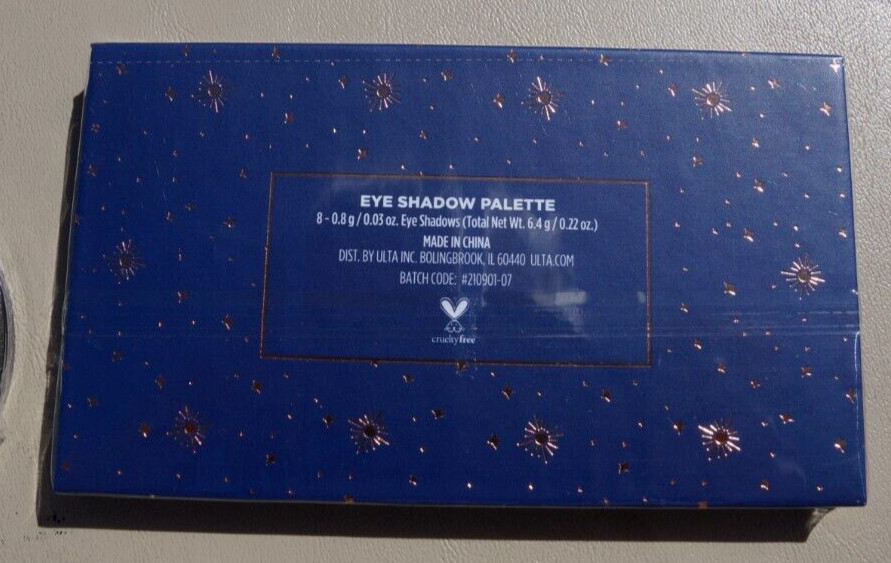 EYE SHADOW PALETTE
8 - 0.8 g / 0.03 oz. Eye Shadows (Total Net Wt. 6.4 g / 0.22 oz.)
MADE IN CHINA
DIST. BY ULTA INC. BOLINGBROOK, IL 60440 ULTA.COM
BATCH CODE: #210901-07
crueltyfree